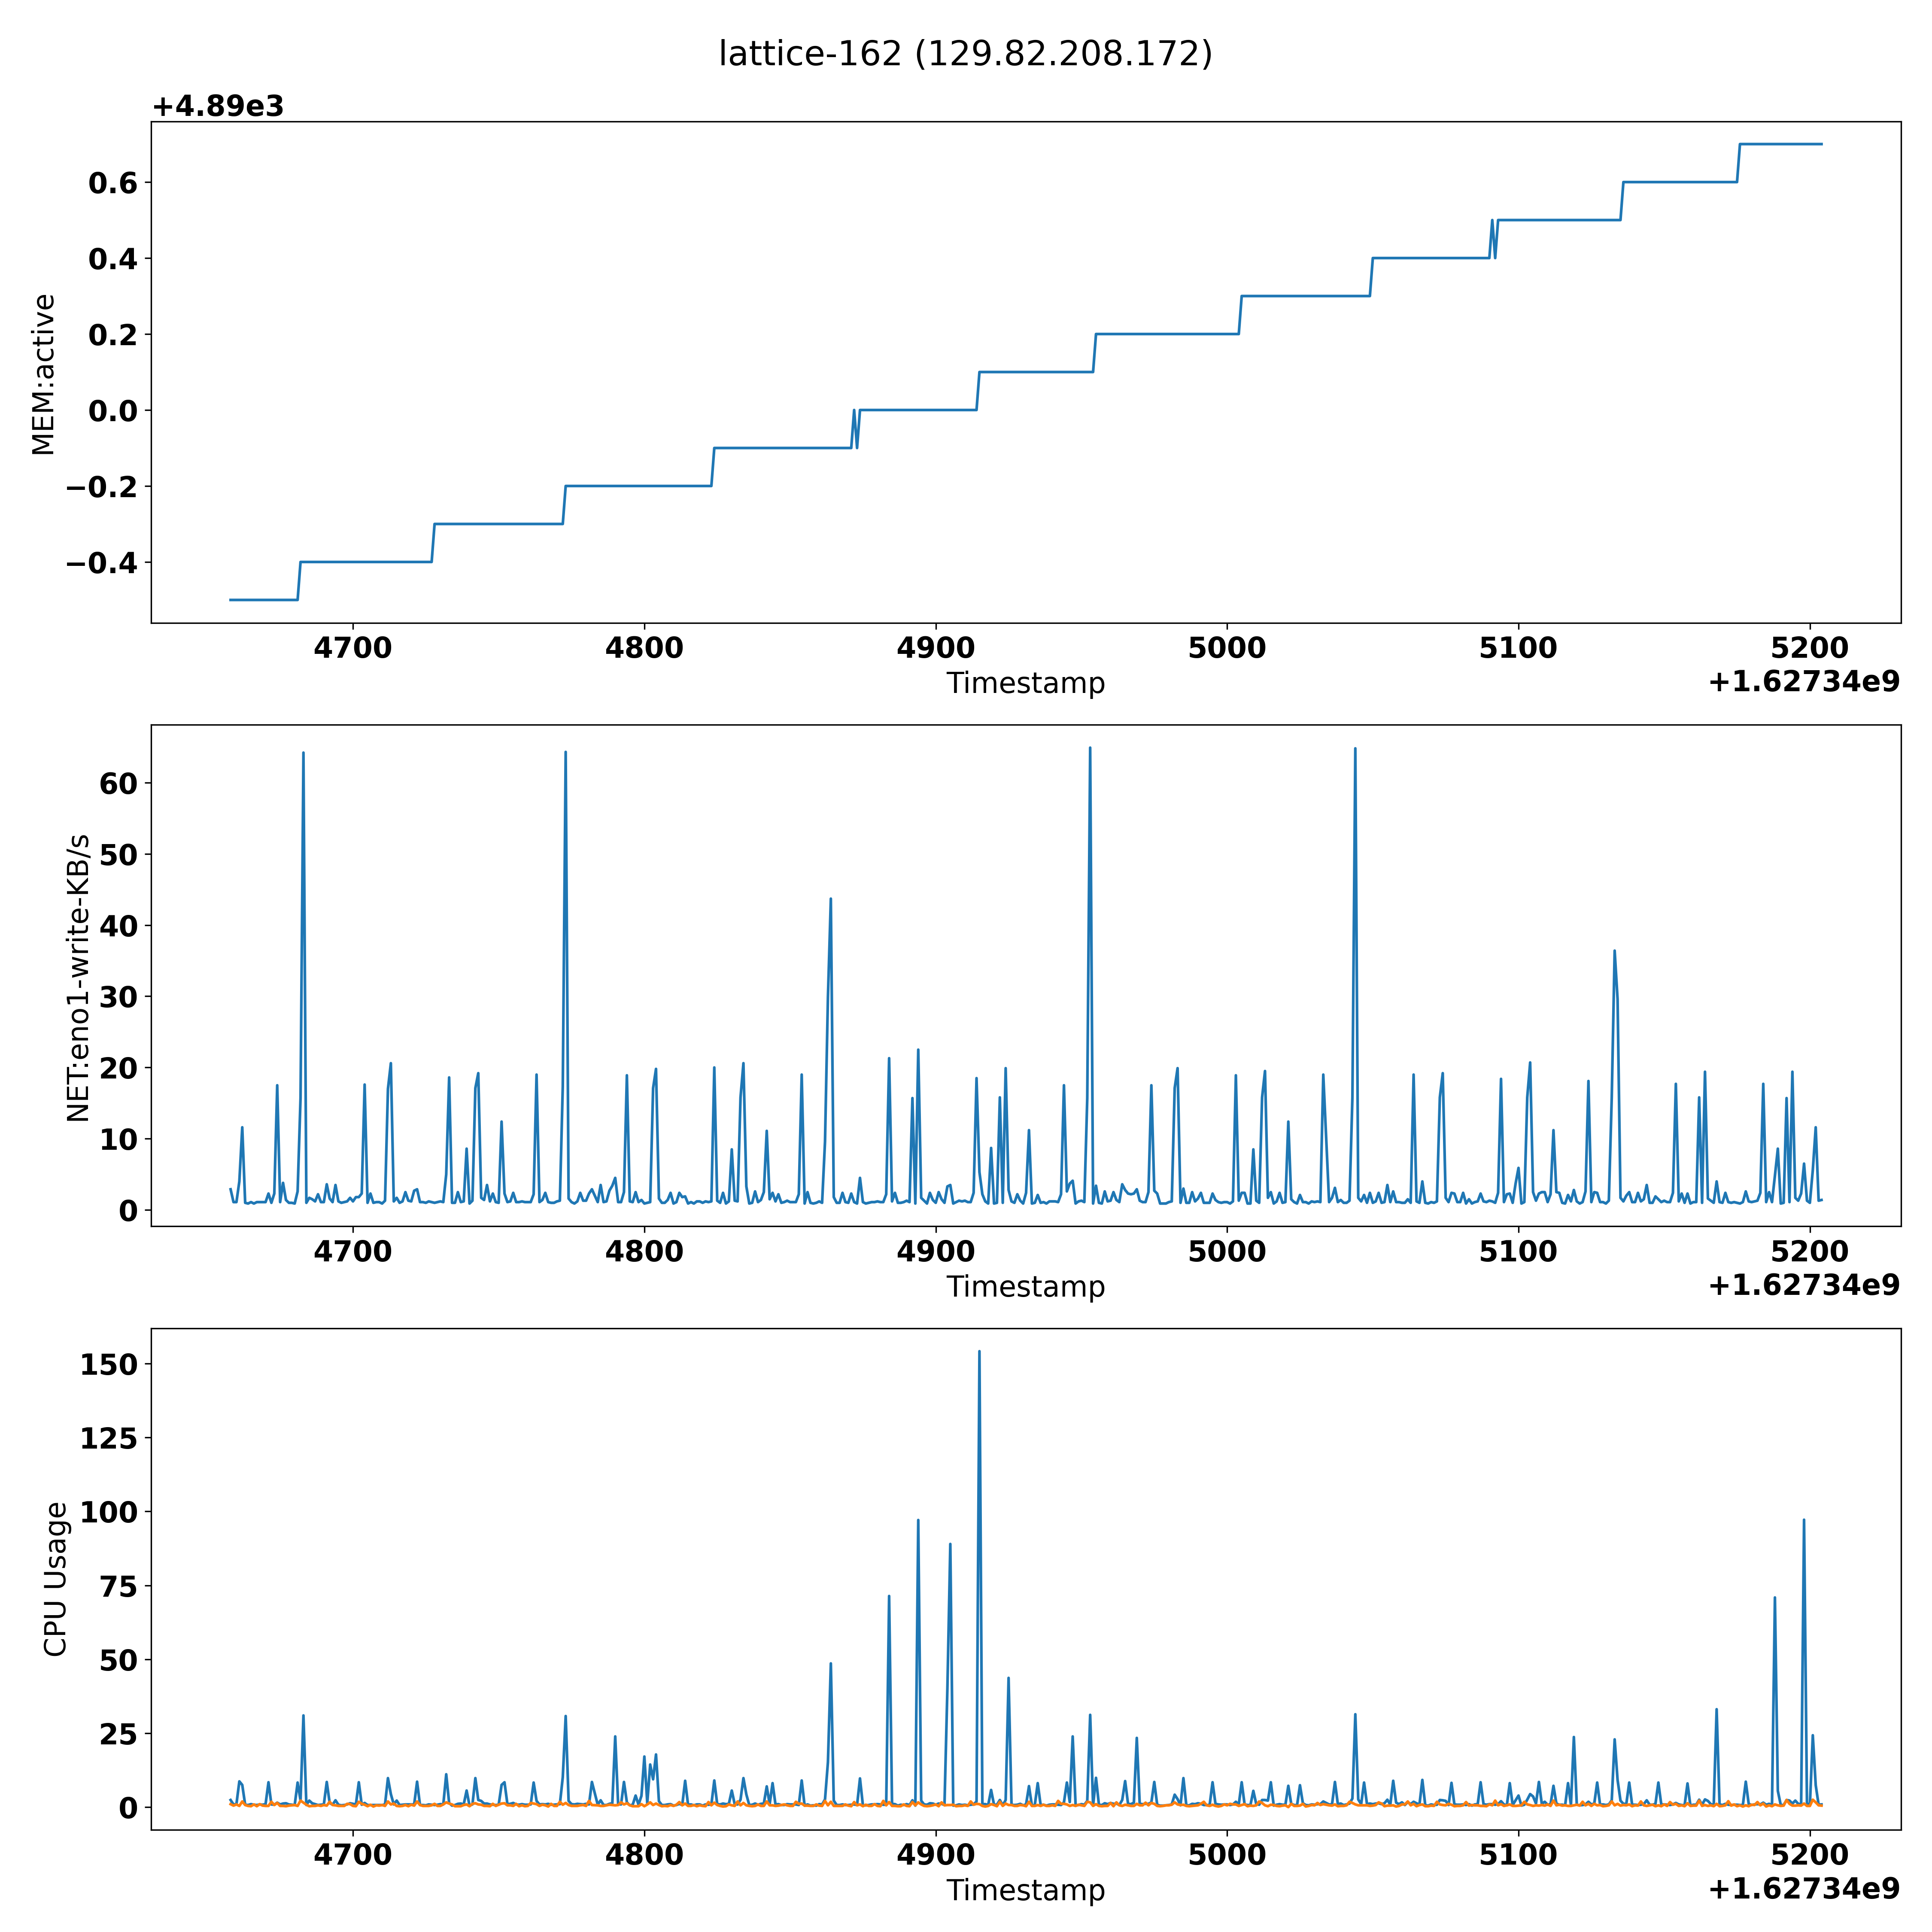 lattice-162 (129.82.208.172)
+4.89e3
0.6
0.4
0.2
0.0
−0.2
−0.4
MEM:active
4700 4800 4900 5000 5100 5200
Timestamp
+1.62734e9
60
50
40
30
20
10
0
NET:eno1-write-KB/s
4700 4800 4900 5000 5100 5200
Timestamp
+1.62734e9
150
125
100
75
50
25
0
CPU Usage
4700 4800 4900 5000 5100 5200
Timestamp
+1.62734e9